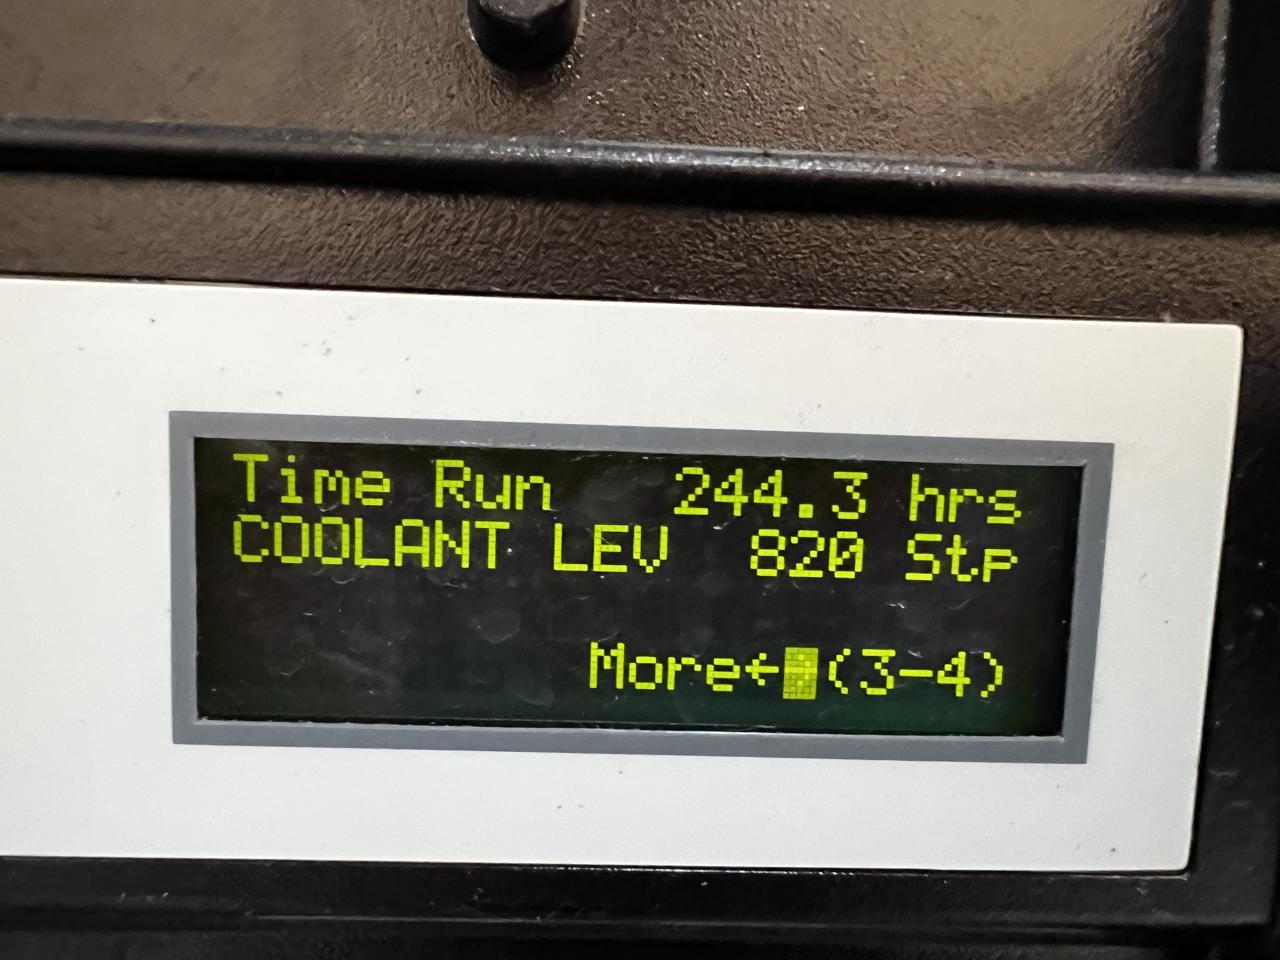 Time Run 244.3 hrs
COOLANT LEV 820 Stp
More←(3-4)